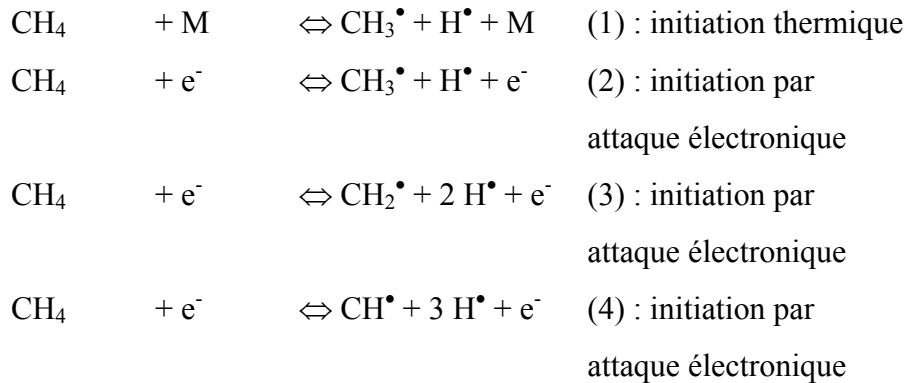 CH₄ + M ⇔ CH₃• + H• + M (1) : initiation thermique
CH₄ + e⁻ ⇔ CH₃• + H• + e⁻ (2) : initiation par
attaque électronique
CH₄ + e⁻ ⇔ CH₂• + 2 H• + e⁻ (3) : initiation par
attaque électronique
CH₄ + e⁻ ⇔ CH• + 3 H• + e⁻ (4) : initiation par
attaque électronique